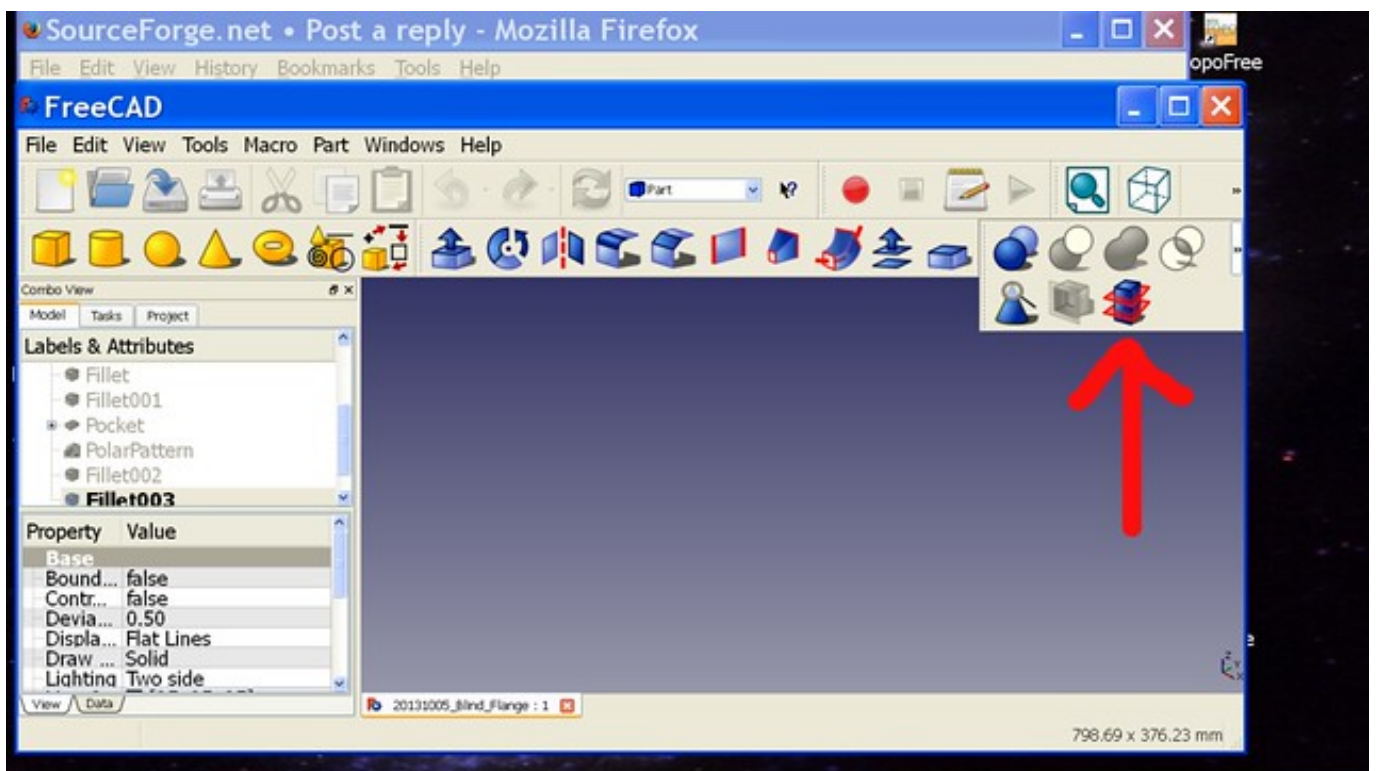 SourceForge.net • Post a reply - Mozilla Firefox
File Edit View History Bookmarks Tools Help
opoFree
FreeCAD
File Edit View Tools Macro Part Windows Help
Part
Combo View
Model Tasks Project
Labels & Attributes
Fillet
Fillet001
Pocket
PolarPattern
Fillet002
Fillet003
Property Value
Base
Bound... false
Contr... false
Devia... 0.50
Displa... Flat Lines
Draw ... Solid
Lighting Two side
View Data
20131005_Blind_Flange : 1
798.69 x 376.23 mm